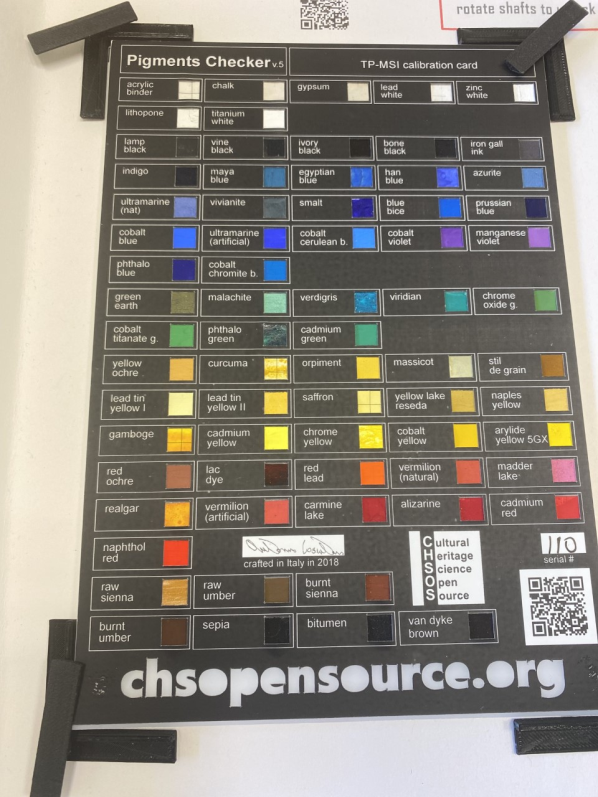 rotate shafts to
Pigments Checker v.5
TP-MSI calibration card
acrylic
binder
chalk
gypsum
lead
white
zinc
white
lithopone
titanium
white
lamp
black
vine
black
ivory
black
bone
black
iron gall
ink
indigo
maya
blue
egyptian
blue
han
blue
azurite
ultramarine
(nat)
vivianite
smalt
blue
bice
prussian
blue
cobalt
blue
ultramarine
(artificial)
cobalt
cerulean b.
cobalt
violet
manganese
violet
phthalo
blue
cobalt
chromite b.
green
earth
malachite
verdigris
viridian
chrome
oxide g.
cobalt
titanate g.
phthalo
green
cadmium
green
yellow
ochre
curcuma
orpiment
massicot
stil
de grain
lead tin
yellow I
lead tin
yellow II
saffron
yellow lake
reseda
naples
yellow
gamboge
cadmium
yellow
chrome
yellow
cobalt
yellow
arylide
yellow 5GX
red
ochre
lac
dye
red
lead
vermilion
(natural)
madder
lake
realgar
vermilion
(artificial)
carmine
lake
alizarine
cadmium
red
naphthol
red
crafted in Italy in 2018
Cultural
Heritage
Science
Open
Source
110
serial #
raw
sienna
raw
umber
burnt
sienna
burnt
umber
sepia
bitumen
van dyke
brown
chsopensource.org